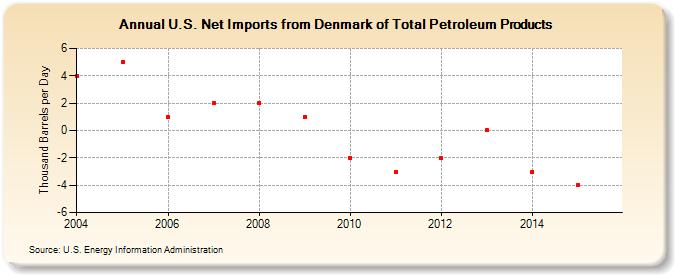 Annual U.S. Net Imports from Denmark of Total Petroleum Products
Thousand Barrels per Day
6
4
2
0
-2
-4
-6
2004 2006 2008 2010 2012 2014
Source: U.S. Energy Information Administration